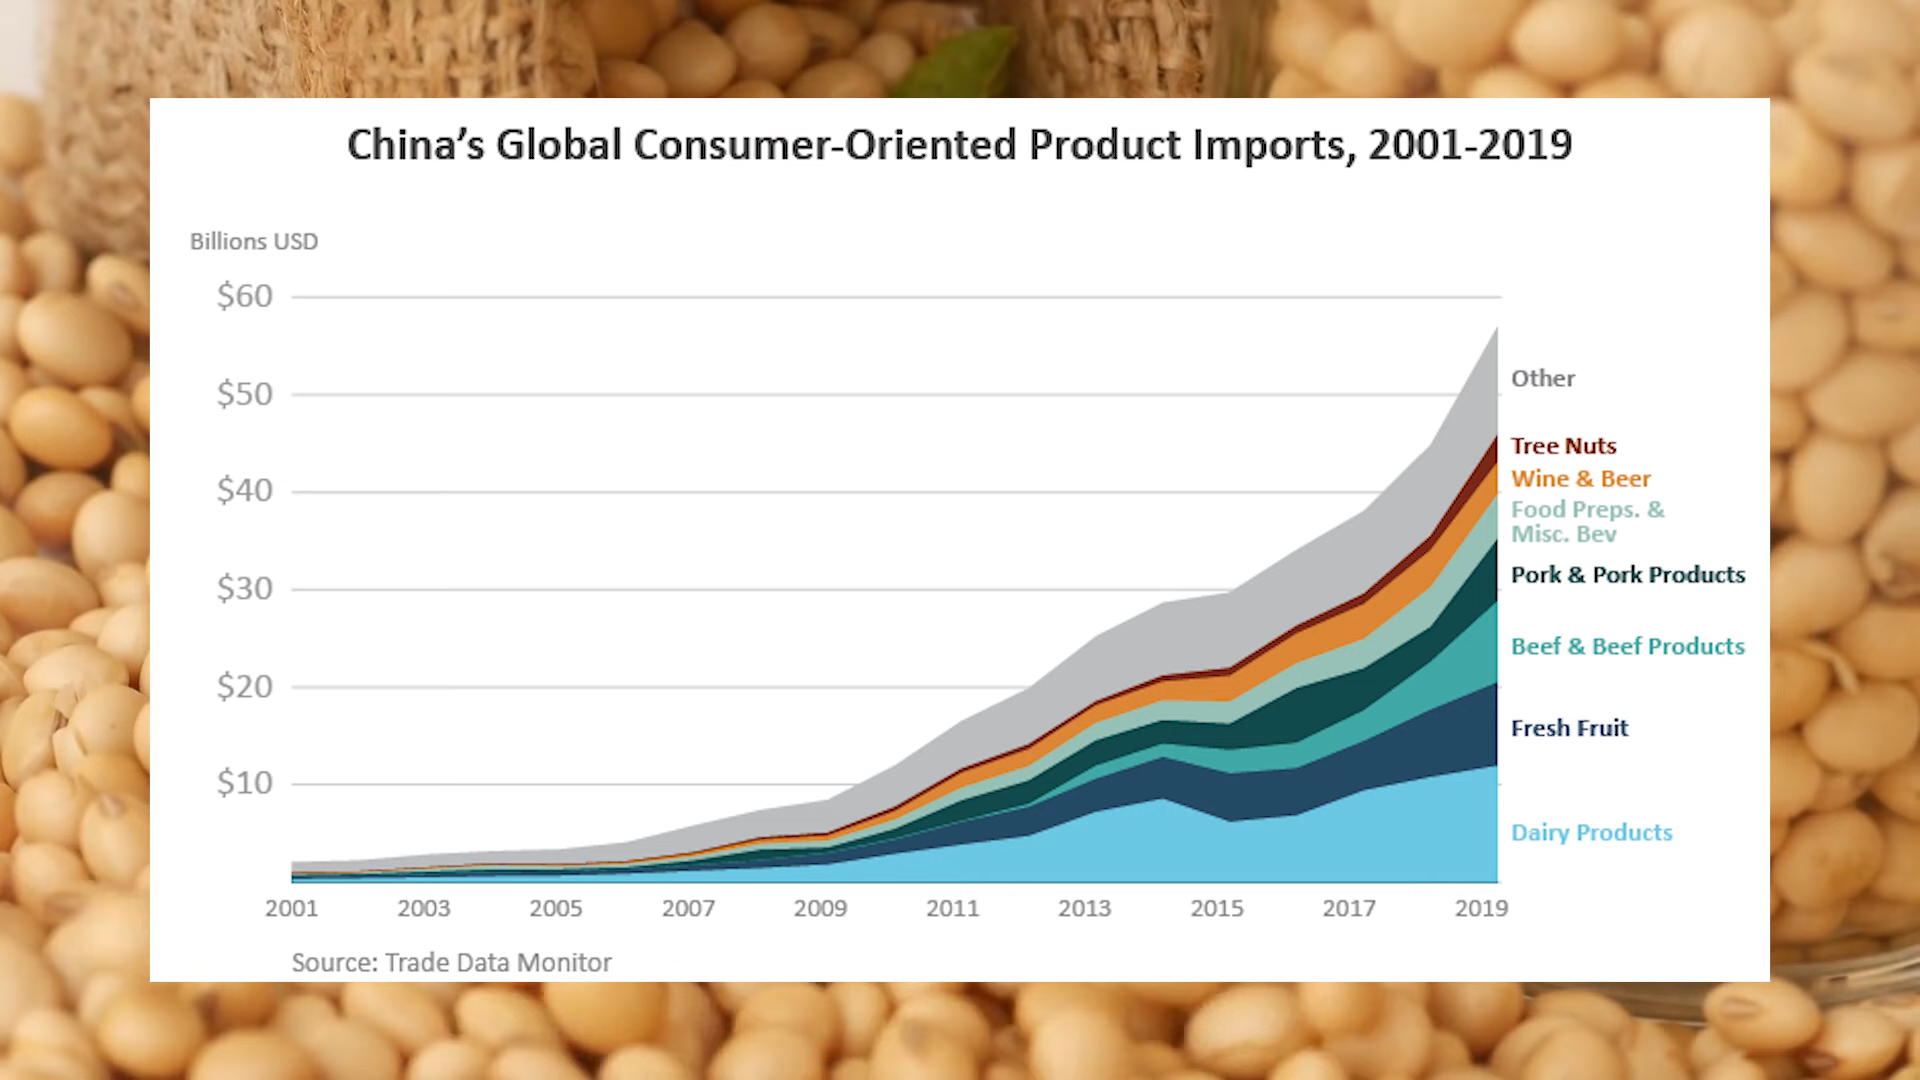 China's Global Consumer-Oriented Product Imports, 2001-2019
Billions USD
$60
$50
$40
$30
$20
$10
Other
Tree Nuts
Wine & Beer
Food Preps. &
Misc. Bev
Pork & Pork Products
Beef & Beef Products
Fresh Fruit
Dairy Products
2001 2003 2005 2007 2009 2011 2013 2015 2017 2019
Source: Trade Data Monitor